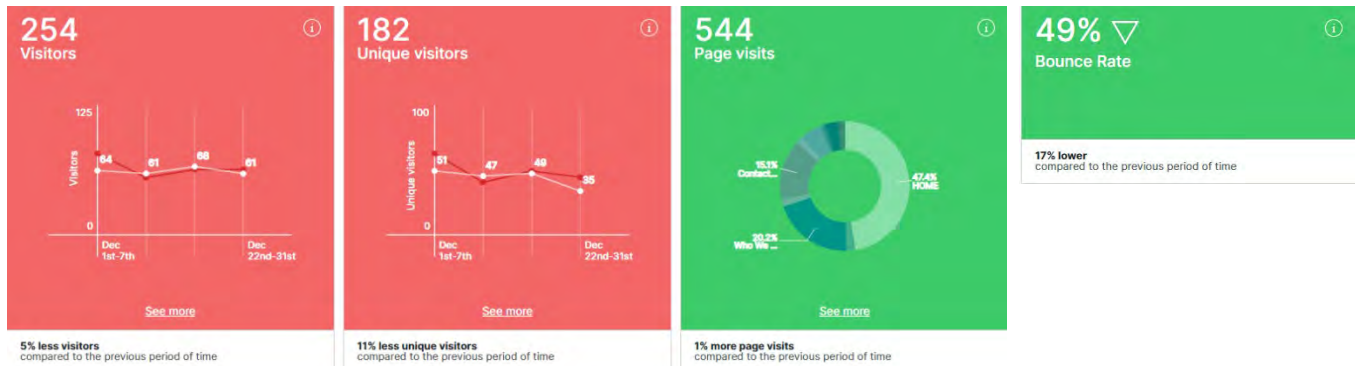 254
Visitors
125
Visitors
64
61
68
61
0
Dec
1st-7th
Dec
22nd-31st
See more
5% less visitors
compared to the previous period of time
182
Unique visitors
100
Unique visitors
51
47
49
35
0
Dec
1st-7th
Dec
22nd-31st
See more
11% less unique visitors
compared to the previous period of time
544
Page visits
15.1%
Contact...
47.4%
HOME
20.2%
Who We ...
See more
1% more page visits
compared to the previous period of time
49%
Bounce Rate
17% lower
compared to the previous period of time